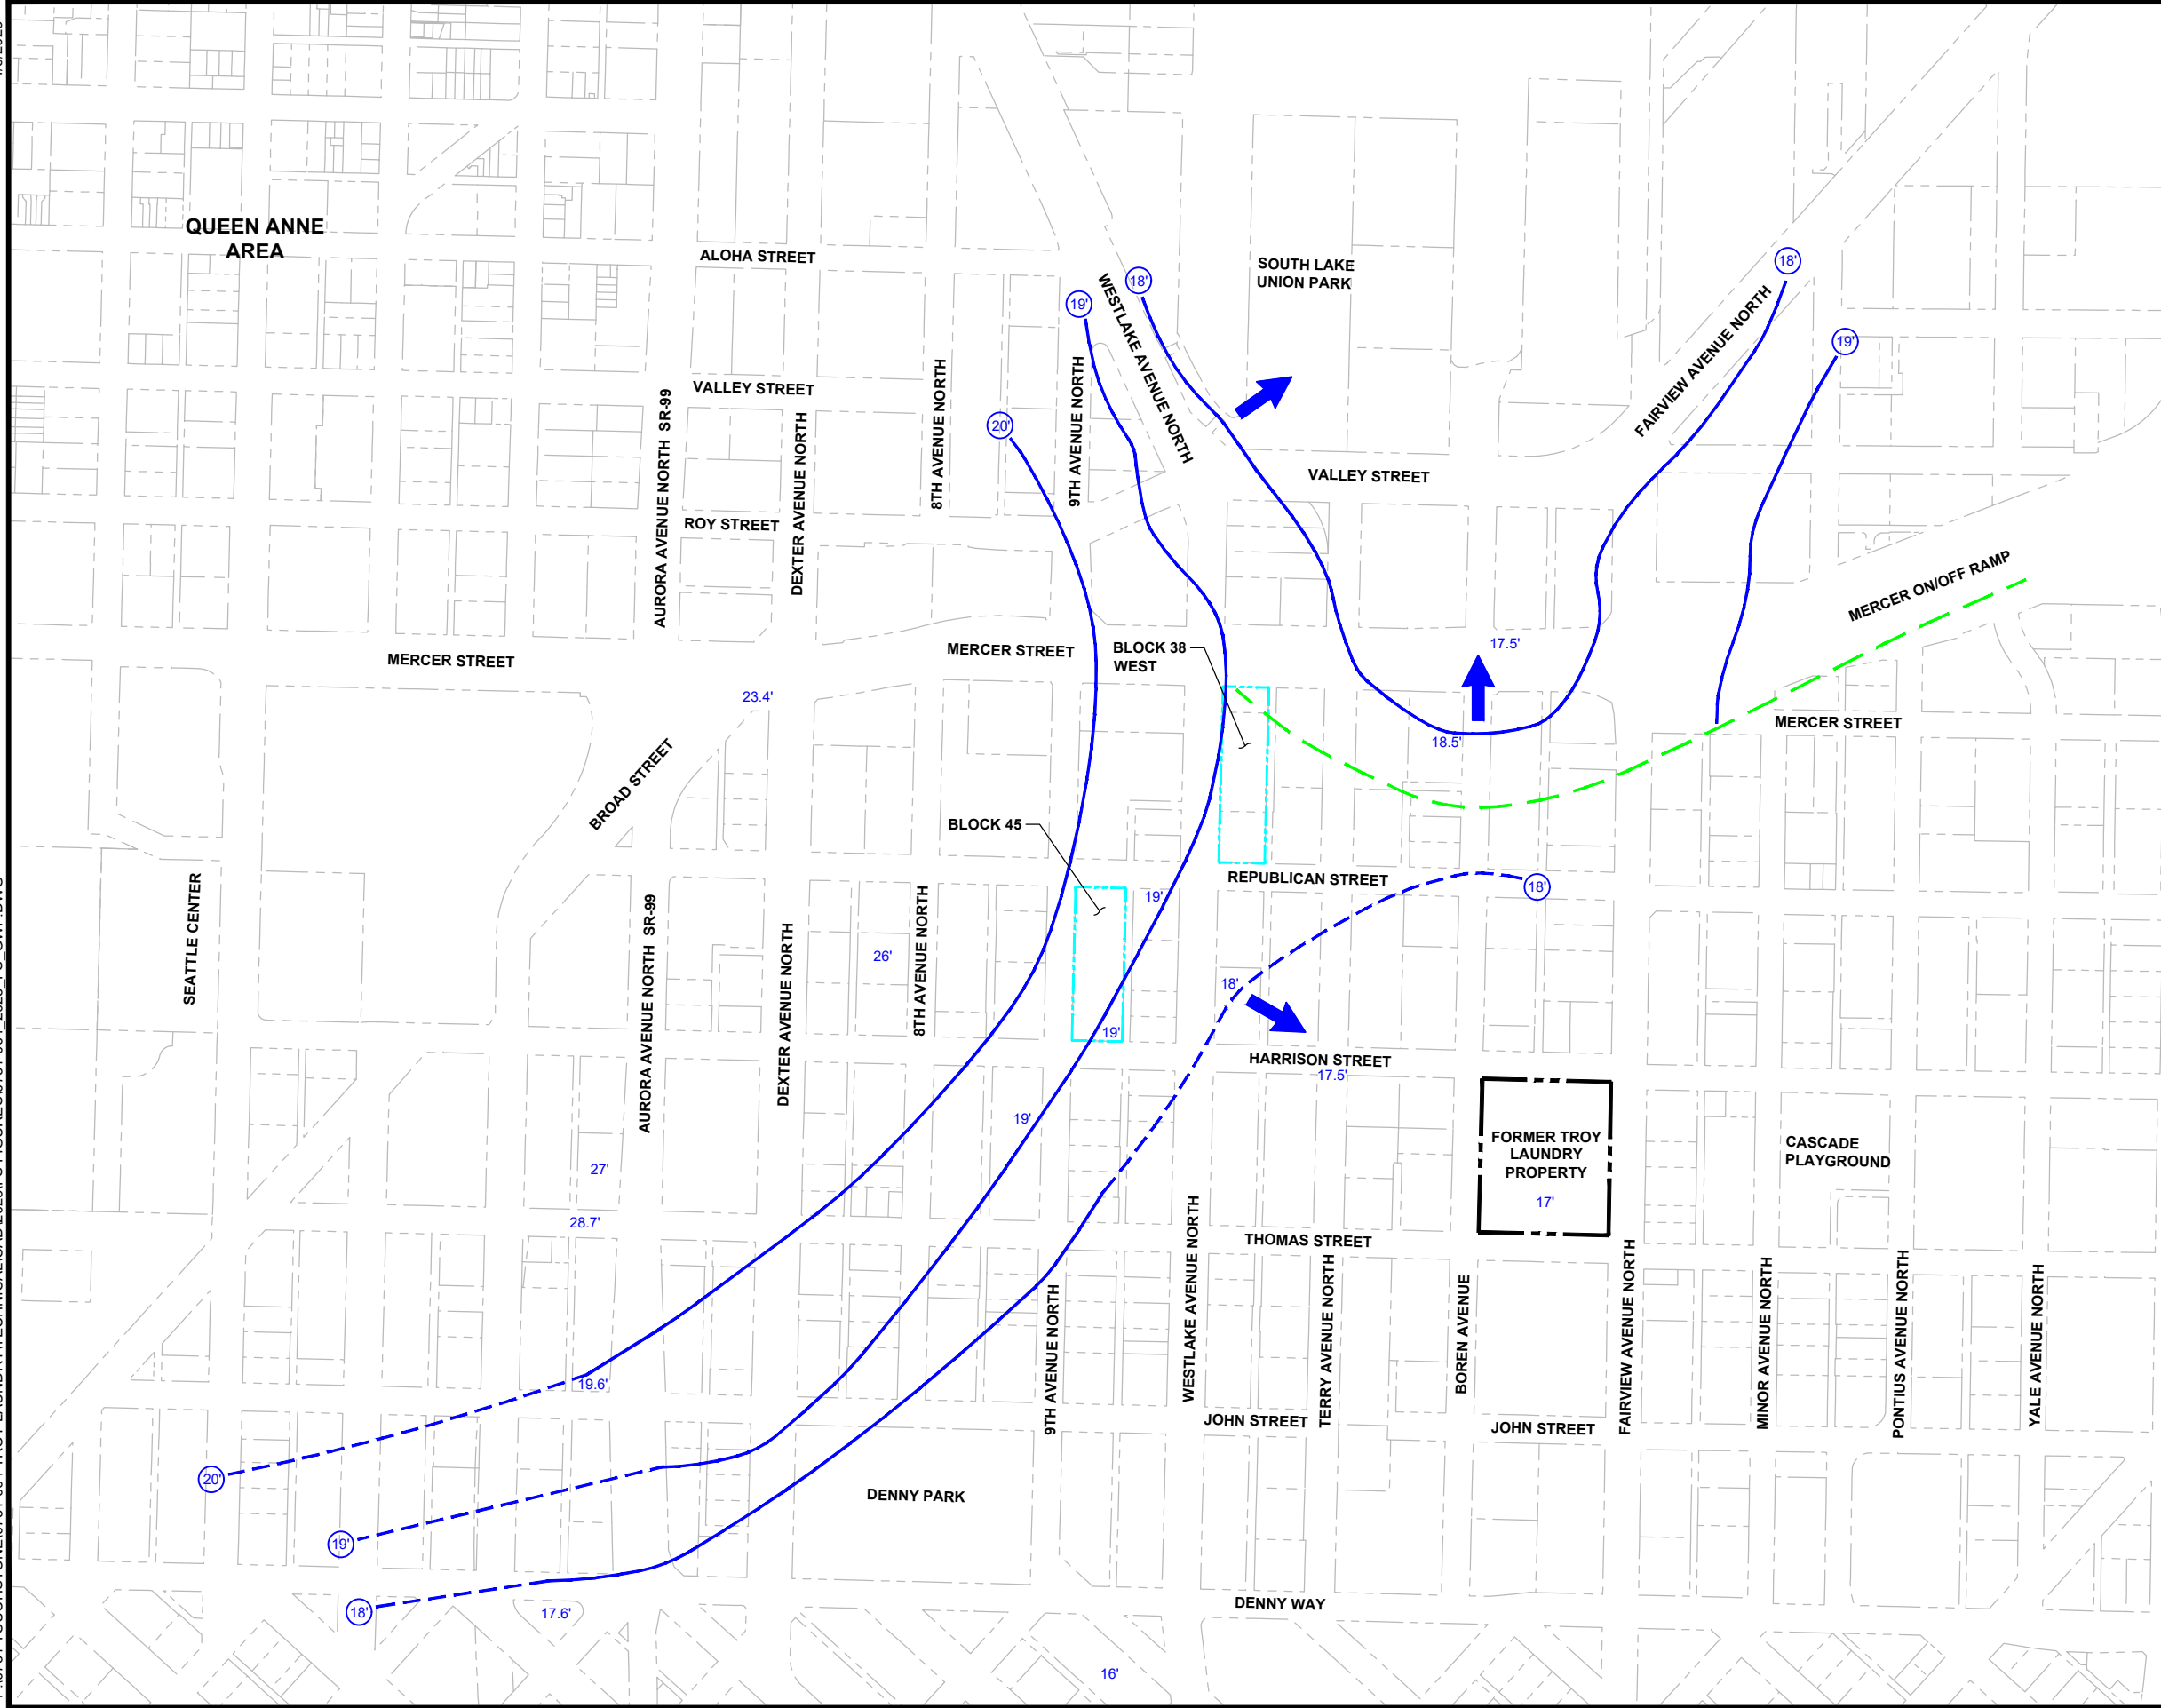 QUEEN ANNE
AREA
ALOHA STREET
SOUTH LAKE
UNION PARK
18'
18'
19'
19'
WESTLAKE AVENUE NORTH
FAIRVIEW AVENUE NORTH
VALLEY STREET
20'
8TH AVENUE NORTH
9TH AVENUE NORTH
AURORA AVENUE NORTH SR-99
DEXTER AVENUE NORTH
VALLEY STREET
ROY STREET
MERCER ON/OFF RAMP
MERCER STREET
MERCER STREET
BLOCK 38
WEST
17.5'
23.4'
18.5'
MERCER STREET
BROAD STREET
BLOCK 45
REPUBLICAN STREET
18'
19'
SEATTLE CENTER
AURORA AVENUE NORTH SR-99
DEXTER AVENUE NORTH
26'
8TH AVENUE NORTH
18'
19'
HARRISON STREET
17.5'
19'
FORMER TROY
LAUNDRY
PROPERTY
17'
CASCADE
PLAYGROUND
27'
28.7'
THOMAS STREET
9TH AVENUE NORTH
WESTLAKE AVENUE NORTH
TERRY AVENUE NORTH
BOREN AVENUE
FAIRVIEW AVENUE NORTH
MINOR AVENUE NORTH
PONTIUS AVENUE NORTH
YALE AVENUE NORTH
19.6'
JOHN STREET
JOHN STREET
20'
DENNY PARK
19'
18'
17.6'
DENNY WAY
16'